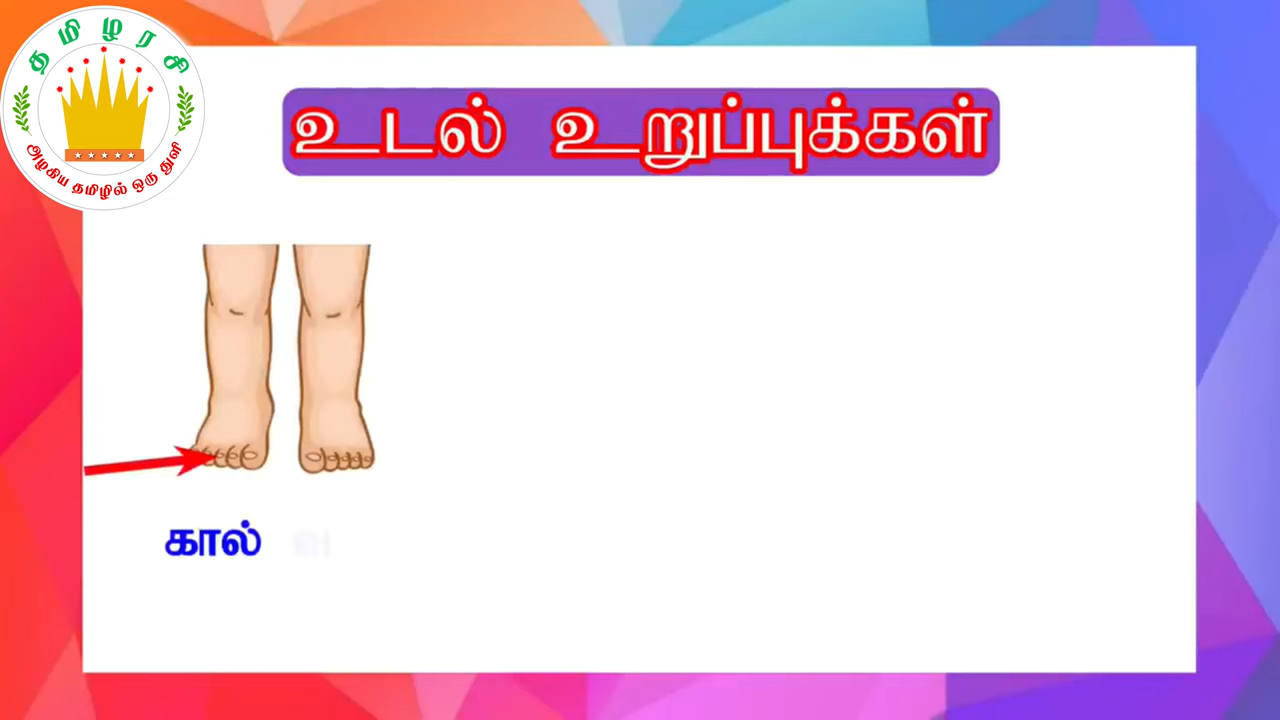 தமிழரசி
அழகிய தமிழில் ஒரு துளி
உடல் உறுப்புக்கள்
கால்